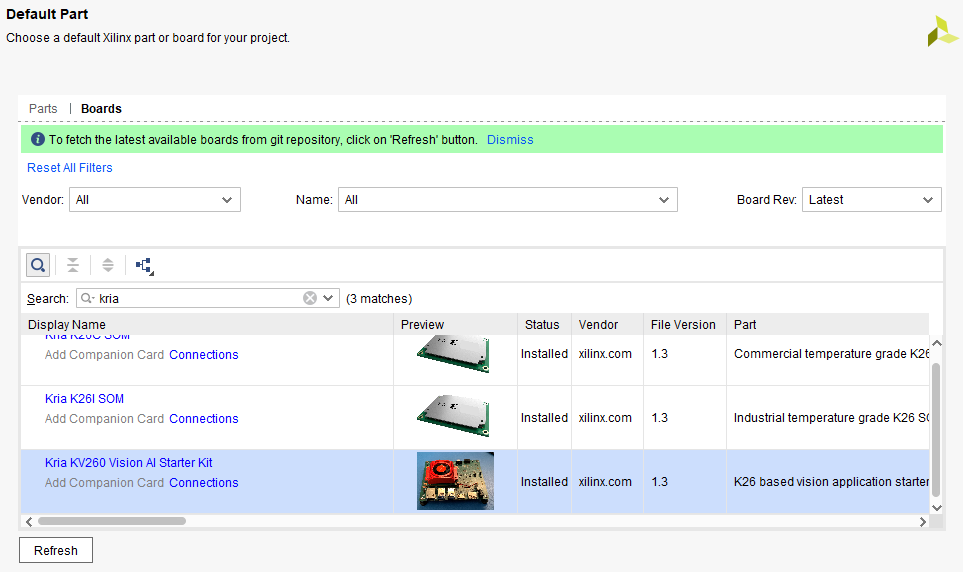 Default Part
Choose a default Xilinx part or board for your project.
Parts | Boards
To fetch the latest available boards from git repository, click on 'Refresh' button. Dismiss
Reset All Filters
Vendor: All Name: All Board Rev: Latest
Search: kria (3 matches)
Display Name Preview Status Vendor File Version Part
Kria K26C SOM
Add Companion Card Connections Installed xilinx.com 1.3 Commercial temperature grade K26
Kria K26I SOM
Add Companion Card Connections Installed xilinx.com 1.3 Industrial temperature grade K26 SO
Kria KV260 Vision AI Starter Kit
Add Companion Card Connections Installed xilinx.com 1.3 K26 based vision application starter
Refresh